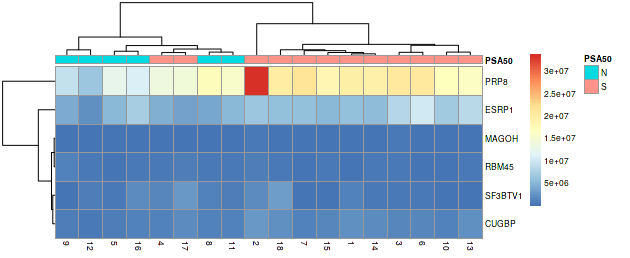 PSA50
PRP8
ESRP1
MAGOH
RBM45
SF3BTV1
CUGBP
9 12 5 16 4 17 8 11 2 18 7 15 1 14 3 6 10 13
3e+07
2.5e+07
2e+07
1.5e+07
1e+07
5e+06
PSA50
N
S